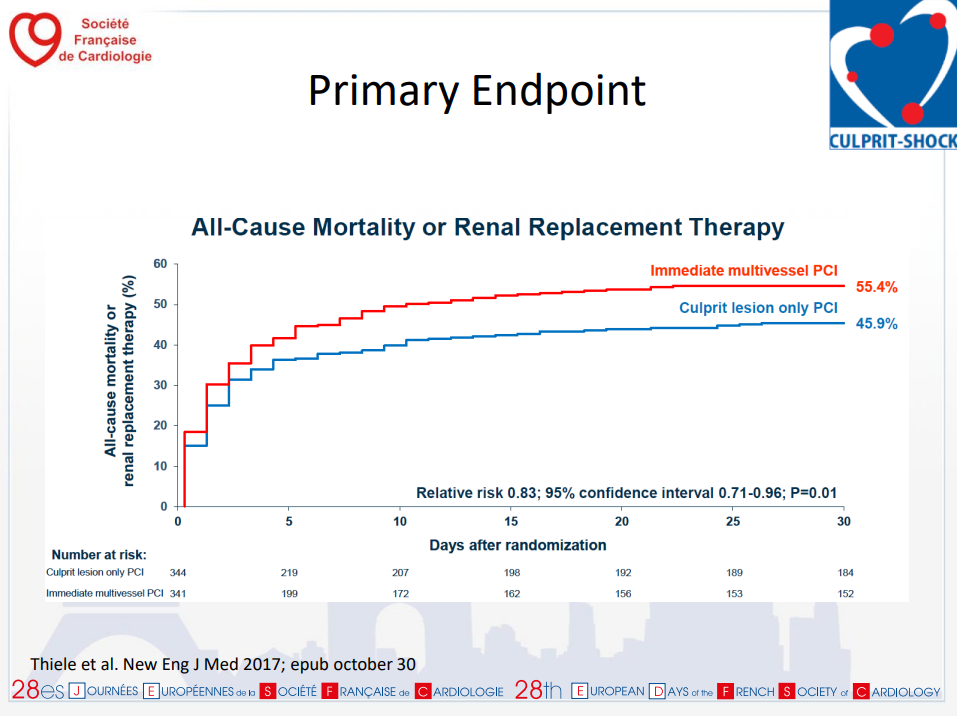 Société
Française
de Cardiologie
CULPRIT-SHOCK
Primary Endpoint
All-Cause Mortality or Renal Replacement Therapy
All-cause mortality or
renal replacement therapy (%)
60
50
40
30
20
10
0
Immediate multivessel PCI
55.4%
Culprit lesion only PCI
45.9%
Relative risk 0.83; 95% confidence interval 0.71-0.96; P=0.01
0 5 10 15 20 25 30
Days after randomization
Number at risk:
Culprit lesion only PCI 344 219 207 198 192 189 184
Immediate multivessel PCI 341 199 172 162 156 153 152
Thiele et al. New Eng J Med 2017; epub october 30
28es JOURNÉES EUROPÉENNES de la SOCIÉTÉ FRANÇAISE de CARDIOLOGIE 28th EUROPEAN DAYS of the FRENCH SOCIETY of CARDIOLOGY